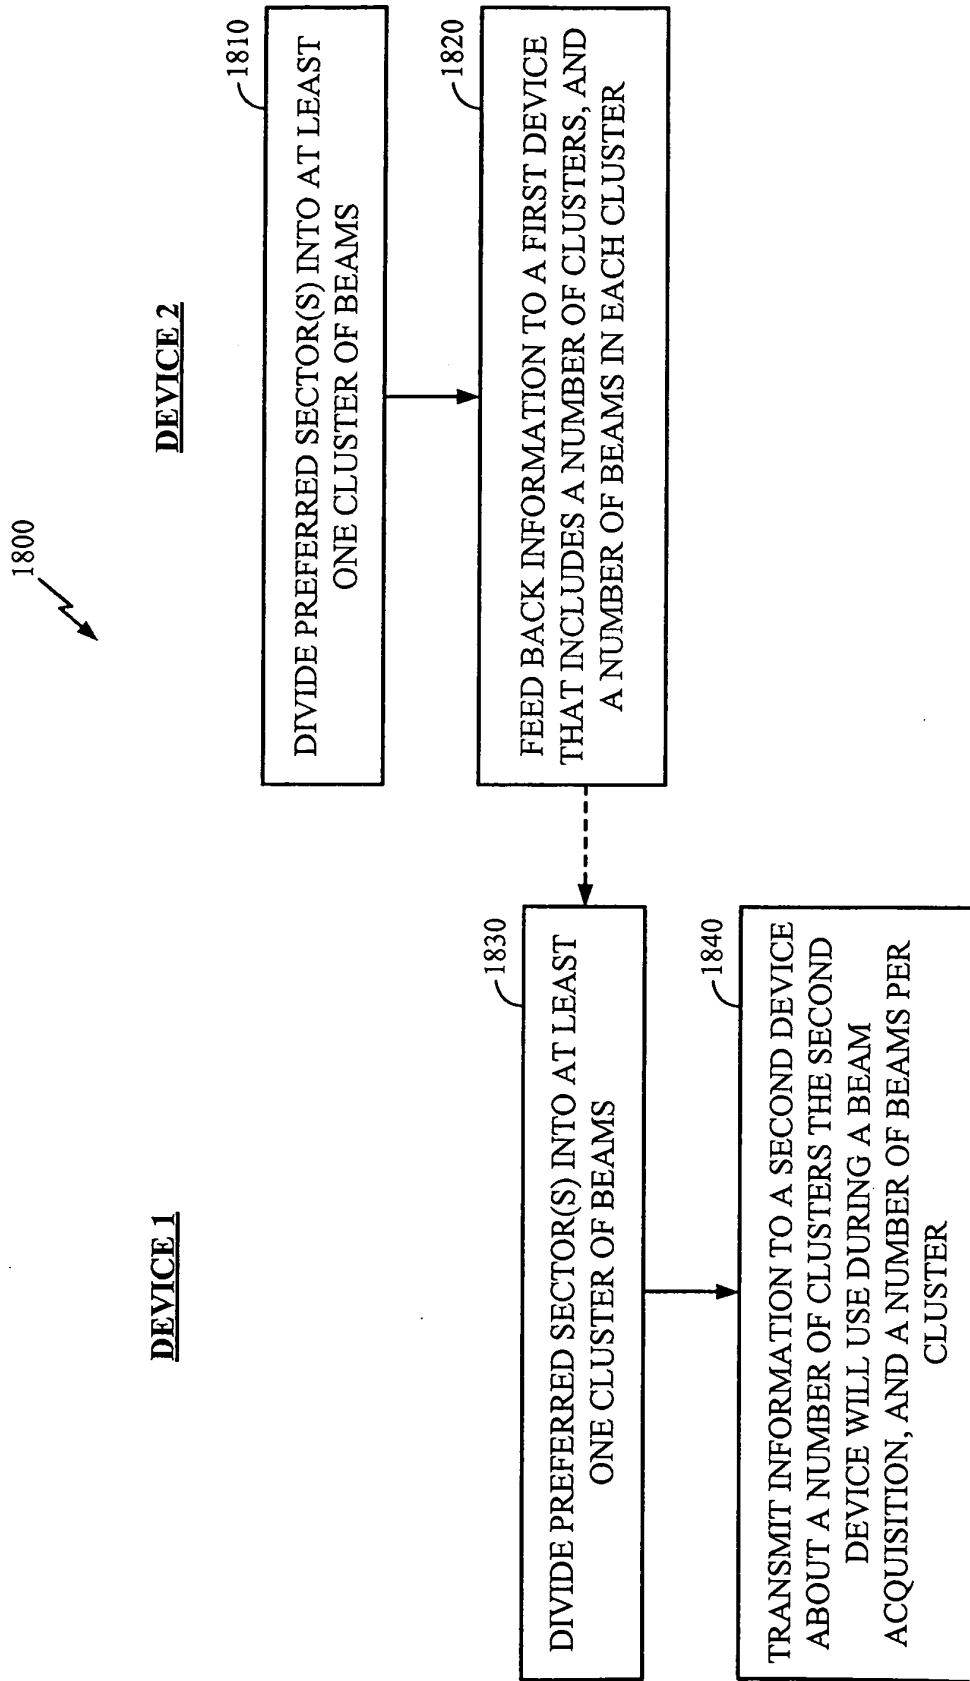 1800
DEVICE 1
DEVICE 2
1810
DIVIDE PREFERRED SECTOR(S) INTO AT LEAST
ONE CLUSTER OF BEAMS
1820
FEED BACK INFORMATION TO A FIRST DEVICE
THAT INCLUDES A NUMBER OF CLUSTERS, AND
A NUMBER OF BEAMS IN EACH CLUSTER
1830
DIVIDE PREFERRED SECTOR(S) INTO AT LEAST
ONE CLUSTER OF BEAMS
1840
TRANSMIT INFORMATION TO A SECOND DEVICE
ABOUT A NUMBER OF CLUSTERS THE SECOND
DEVICE WILL USE DURING A BEAM
ACQUISITION, AND A NUMBER OF BEAMS PER
CLUSTER